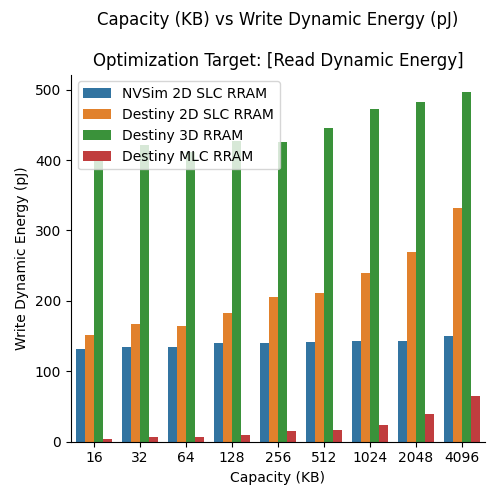 Capacity (KB) vs Write Dynamic Energy (pJ)
Optimization Target: [Read Dynamic Energy]
NVSim 2D SLC RRAM
Destiny 2D SLC RRAM
Destiny 3D RRAM
Destiny MLC RRAM
Write Dynamic Energy (pJ)
500
400
300
200
100
0
16 32 64 128 256 512 1024 2048 4096
Capacity (KB)